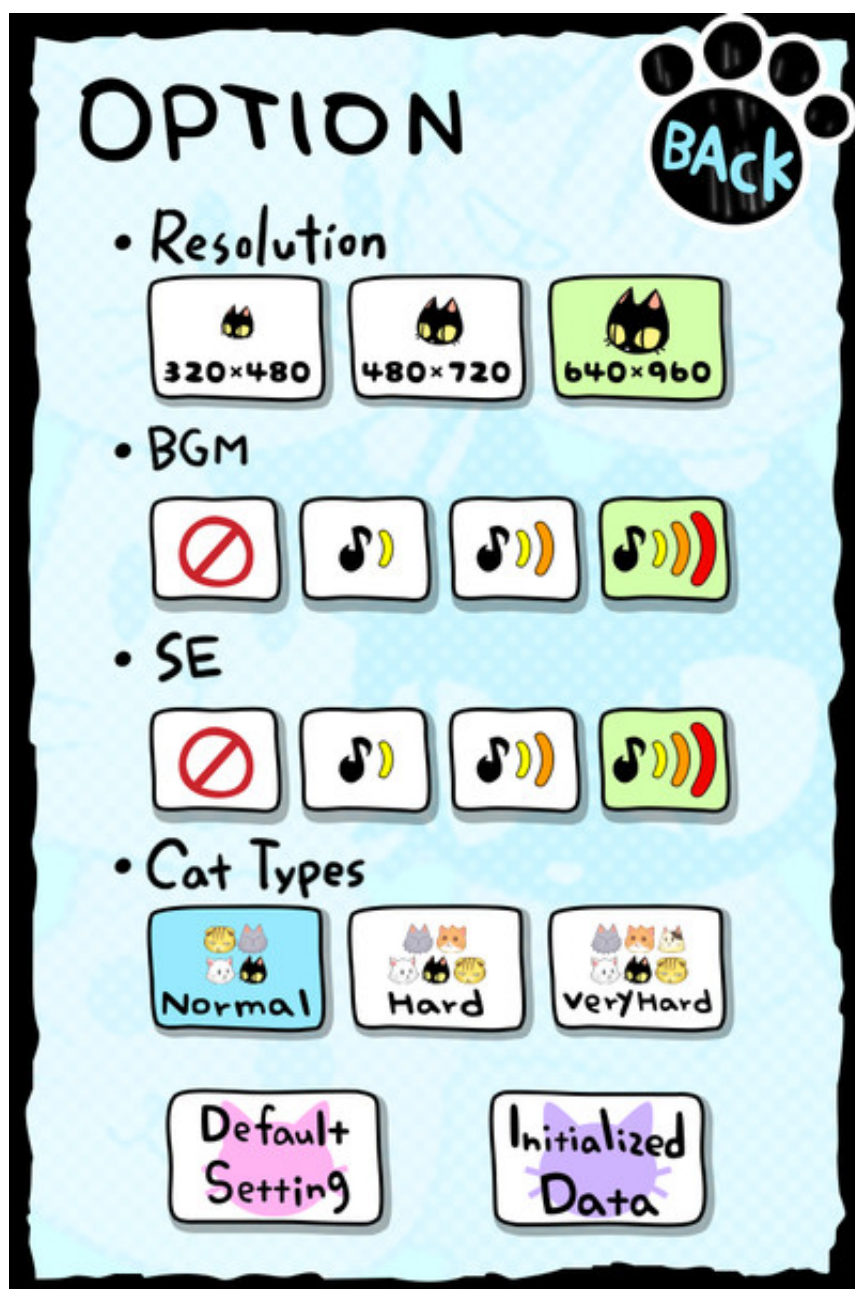 OPTION
BAck
• Resolution
320×480
480×720
640×960
• BGM
• SE
• Cat Types
Normal
Hard
VeryHard
Default
Setting
Initialized
Data